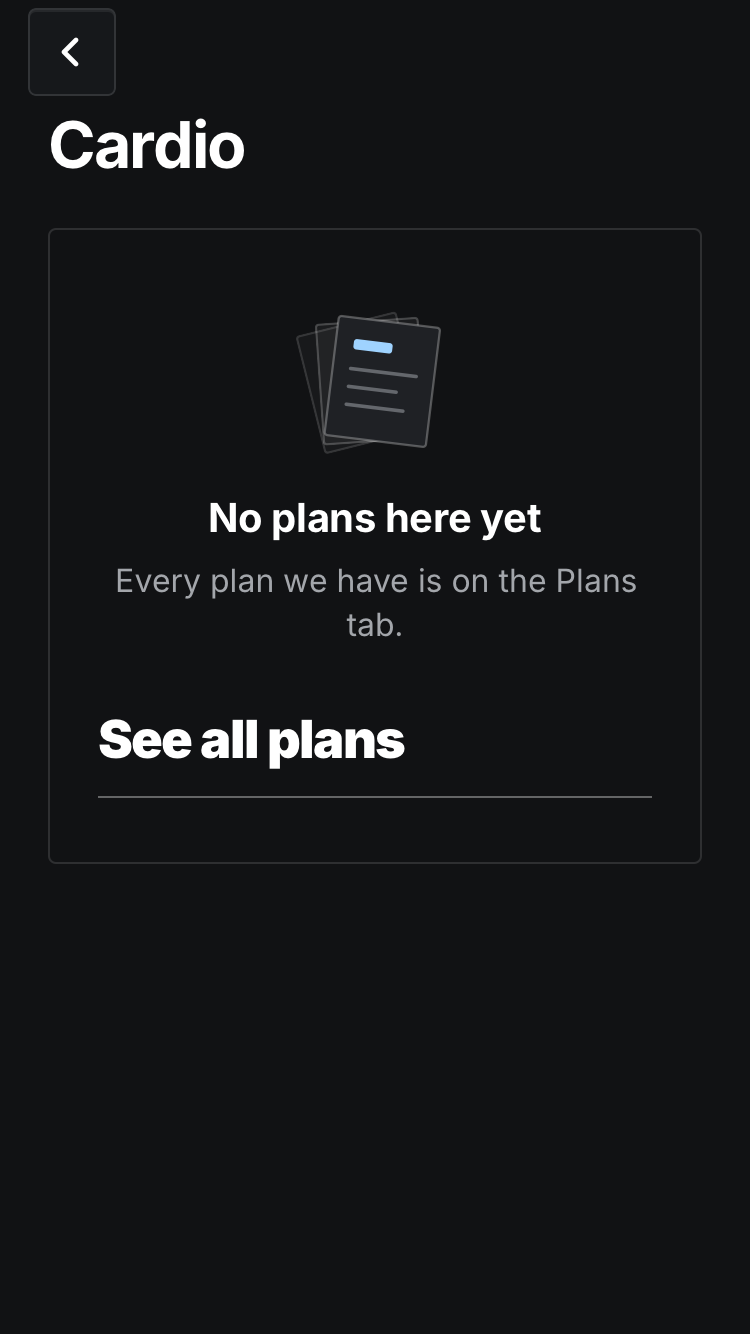 Cardio
No plans here yet
Every plan we have is on the Plans
tab.
See all plans